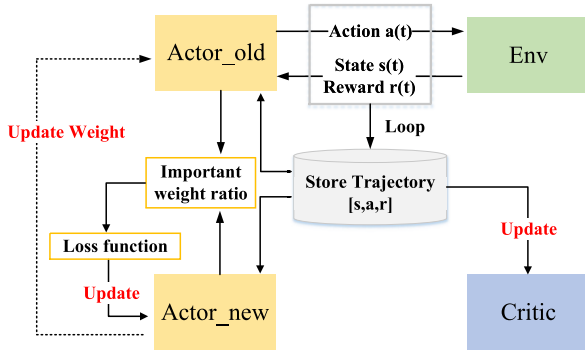 Actor_old
Action a(t)
State s(t)
Reward r(t)
Env
Update Weight
Loop
Important
weight ratio
Store Trajectory
[s,a,r]
Loss function
Update
Update
Actor_new
Critic